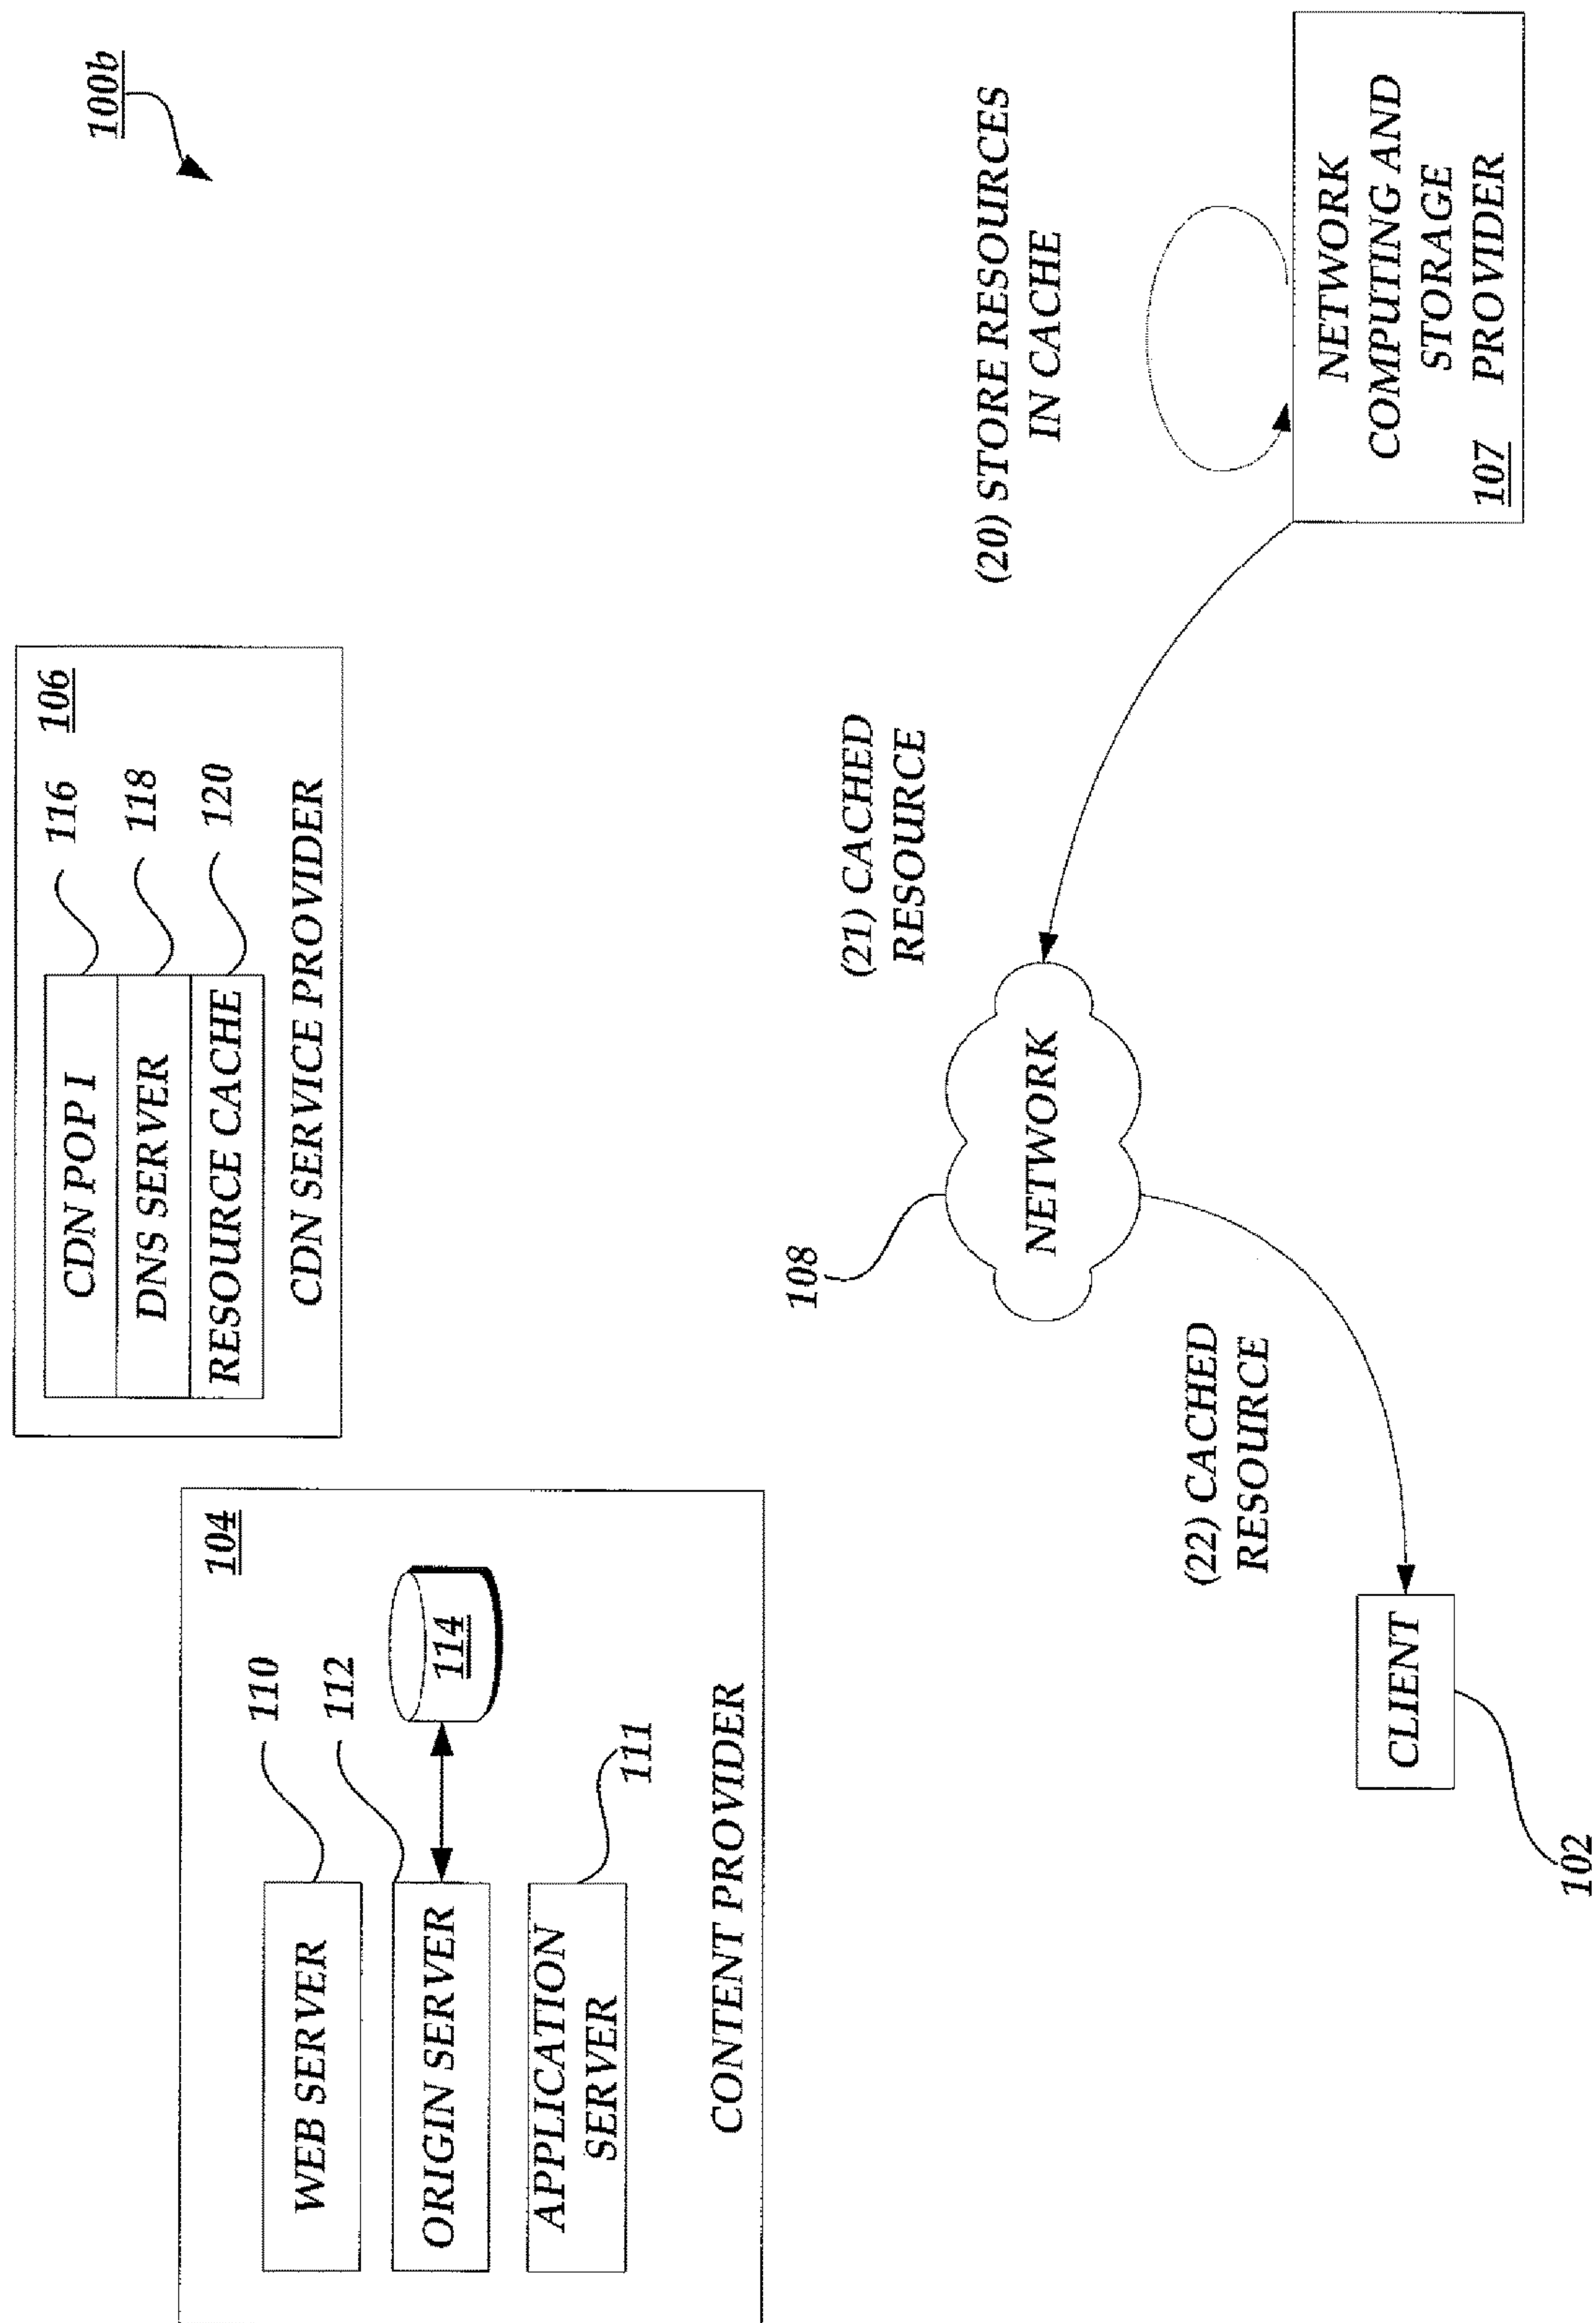 100b
104
110
112
114
111
WEB SERVER
ORIGIN SERVER
APPLICATION
SERVER
CONTENT PROVIDER
106
116
118
120
CDN POP I
DNS SERVER
RESOURCE CACHE
CDN SERVICE PROVIDER
108
NETWORK
(21) CACHED
RESOURCE
(20) STORE RESOURCES
IN CACHE
(22) CACHED
RESOURCE
CLIENT
102
NETWORK
COMPUTING AND
STORAGE
107 PROVIDER